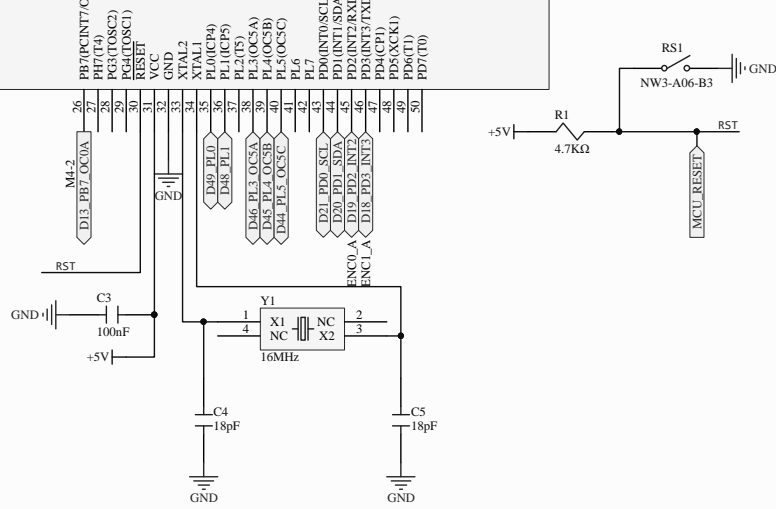 PB7(PCINT7/O
PH7(T4)
PG3(TOSC2)
PG4(TOSC1)
RESET
VCC
GND
XTAL2
XTAL1
PL0(ICP4)
PL1(ICP5)
PL2(T5)
PL3(OC5A)
PL4(OC5B)
PL5(OC5C)
PL6
PL7
PD0(INT0/SCL
PD1(INT1/SDA
PD2(INT2/RXI
PD3(INT3/TXI
PD4(CP1)
PD5(XCK1)
PD6(T1)
PD7(T0)
26
27
28
29
30
31
32
33
34
35
36
37
38
39
40
41
42
43
44
45
46
47
48
49
50
M4-2
D13_PB7_OC0A
GND
D49_PL0
D48_PL1
D46_PL3_OC5A
D45_PL4_OC5B
D44_PL5_OC5C
D21_PD0_SCL
D20_PD1_SDA
D19_PD2_INT2
D18_PD3_INT3
ENC0_A
ENC1_A
RS1
NW3-A06-B3
GND
R1
+5V
4.7KΩ
RST
MCU_RESET
RST
C3
GND
100nF
+5V
Y1
1 X1 NC 2
4 NC X2 3
16MHz
C4
18pF
GND
C5
18pF
GND